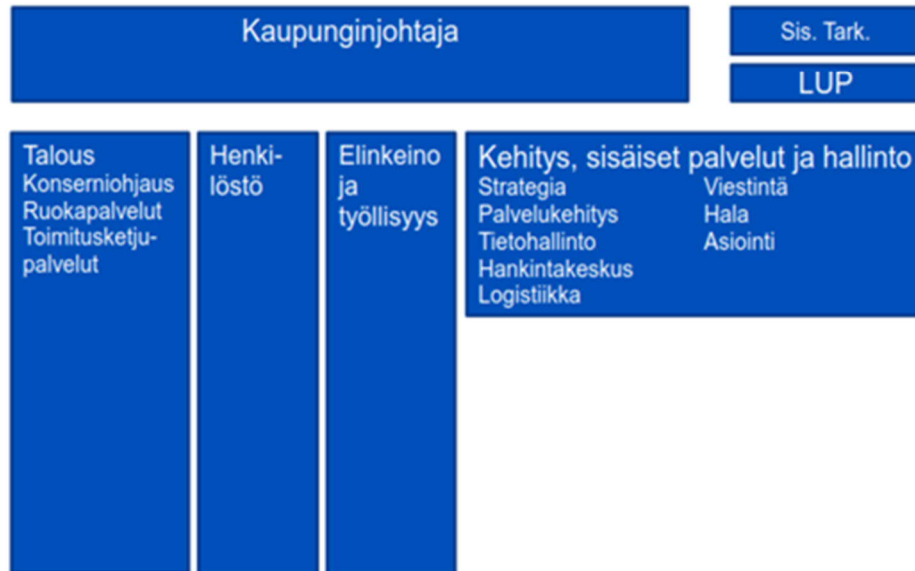 Kaupunginjohtaja
Sis. Tark.
LUP
Talous
Konserniohjaus
Ruokapalvelut
Toimitusketju-
palvelut
Henki-
löstö
Elinkeino
ja
työllisyys
Kehitys, sisäiset palvelut ja hallinto
Strategia
Palvelukehitys
Tietohallinto
Hankintakeskus
Logistiikka
Viestintä
Hala
Asiointi